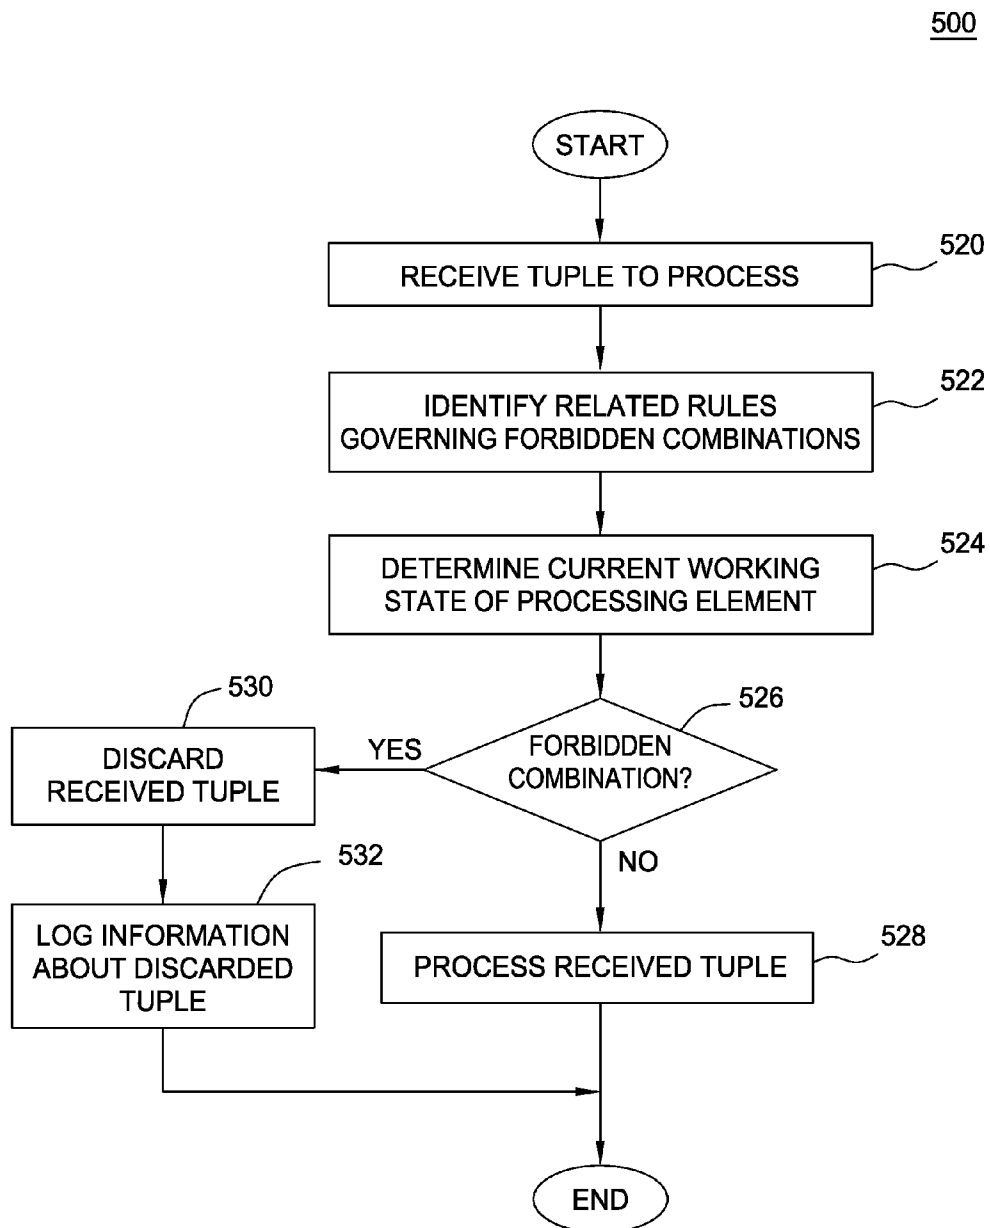 500
START
520
RECEIVE TUPLE TO PROCESS
522
IDENTIFY RELATED RULES
GOVERNING FORBIDDEN COMBINATIONS
524
DETERMINE CURRENT WORKING
STATE OF PROCESSING ELEMENT
526
FORBIDDEN
COMBINATION?
YES
530
DISCARD
RECEIVED TUPLE
532
LOG INFORMATION
ABOUT DISCARDED
TUPLE
NO
528
PROCESS RECEIVED TUPLE
END